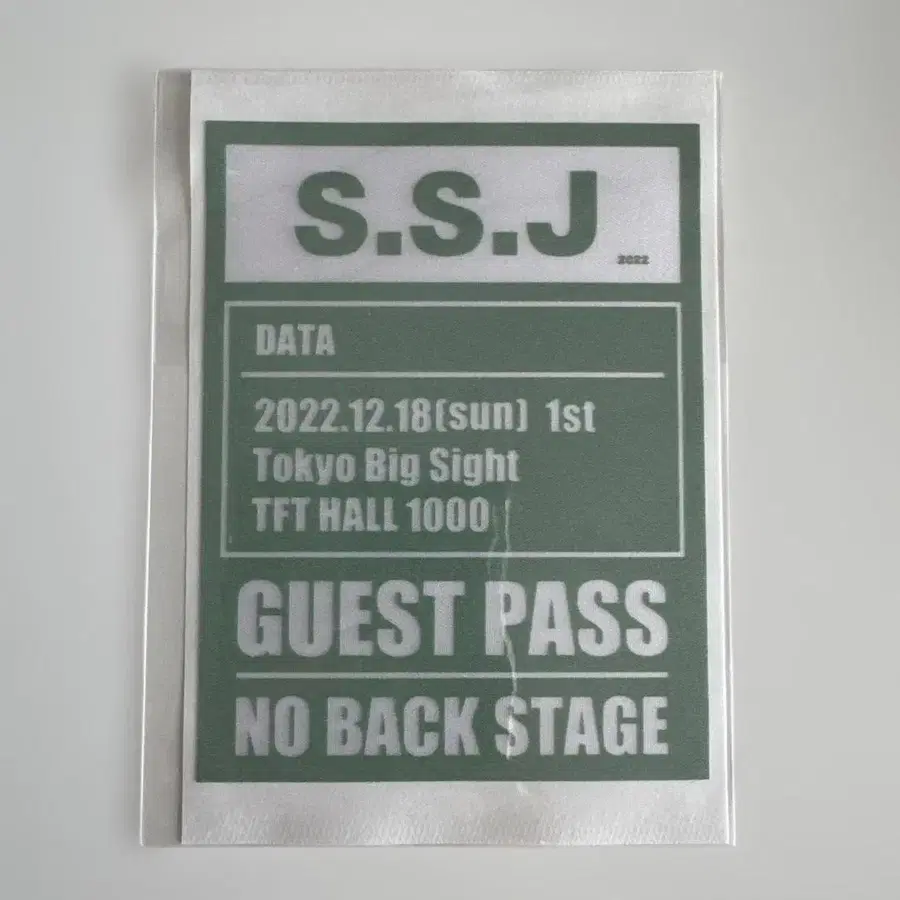 S.S.J
2022
DATA
2022.12.18(sun) 1st
Tokyo Big Sight
TFT HALL 1000
GUEST PASS
NO BACK STAGE